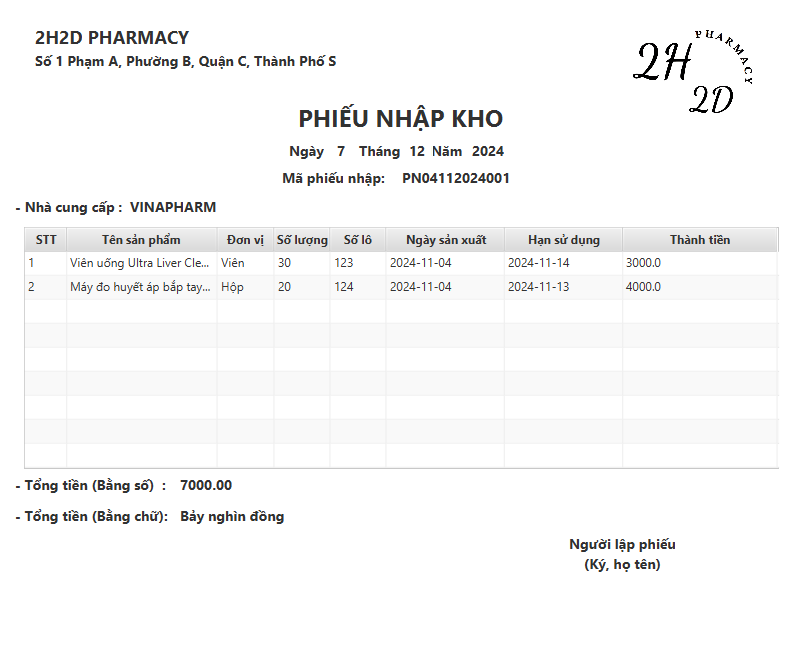 2H2D PHARMACY
Số 1 Phạm A, Phường B, Quận C, Thành Phố S
2H
PHARMACY
2D
PHIẾU NHẬP KHO
Ngày 7 Tháng 12 Năm 2024
Mã phiếu nhập: PN04112024001
- Nhà cung cấp : VINAPHARM
STT Tên sản phẩm Đơn vị Số lượng Số lô Ngày sản xuất Hạn sử dụng Thành tiền
1 Viên uống Ultra Liver Cle... Viên 30 123 2024-11-04 2024-11-14 3000.0
2 Máy đo huyết áp bắp tay... Hộp 20 124 2024-11-04 2024-11-13 4000.0
- Tổng tiền (Bằng số) : 7000.00
- Tổng tiền (Bằng chữ): Bảy nghìn đồng
Người lập phiếu
(Ký, họ tên)